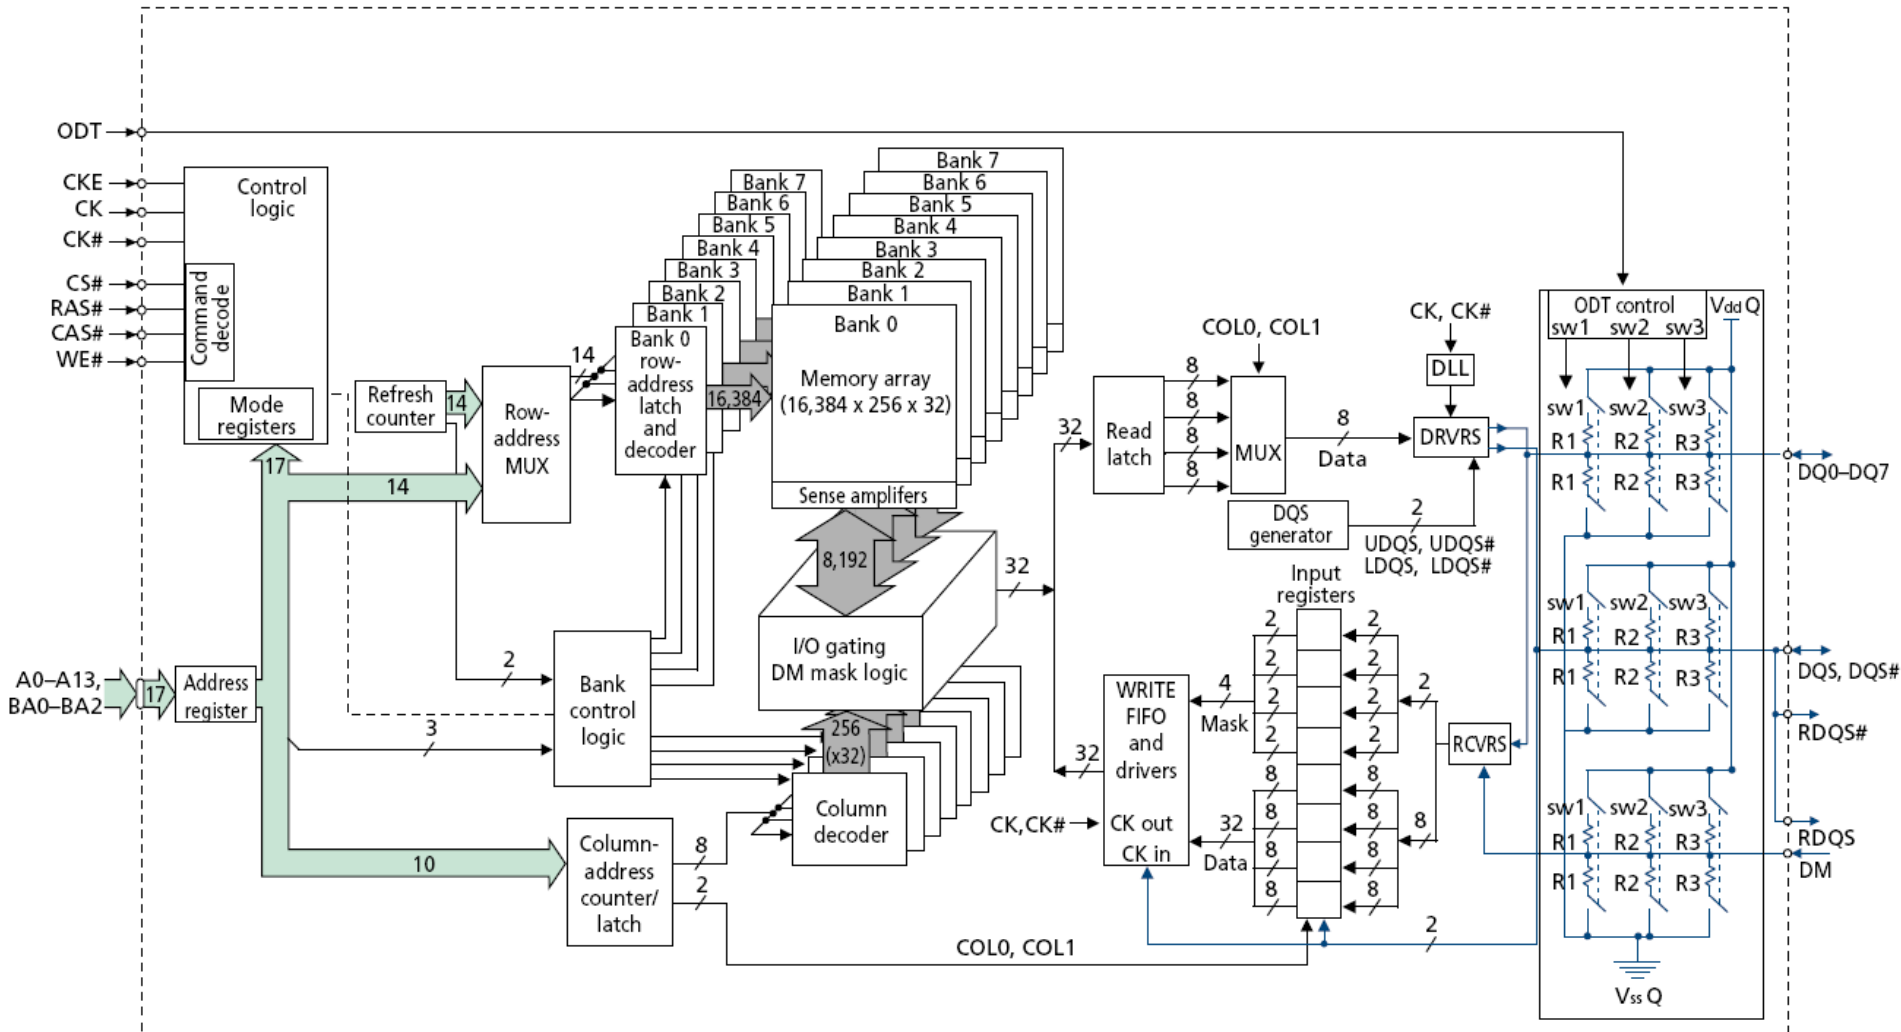 ODT
CKE
CK
CK#
CS#
RAS#
CAS#
WE#
Control
logic
Command
decode
Mode
registers
Refresh
counter
14
17
14
Row-
address
MUX
14
Bank 7
Bank 6
Bank 5
Bank 4
Bank 3
Bank 2
Bank 1
Bank 0
row-
address
latch
and
decoder
16,384
Bank 7
Bank 6
Bank 5
Bank 4
Bank 3
Bank 2
Bank 1
Bank 0
Memory array
(16,384 x 256 x 32)
Sense amplifers
8,192
I/O gating
DM mask logic
32
256
(x32)
Column
decoder
A0–A13,
BA0–BA2
17
Address
register
2
3
Bank
control
logic
10
Column-
address
counter/
latch
8
2
COL0, COL1
32
Read
latch
8
8
8
8
COL0, COL1
MUX
8
Data
CK, CK#
DLL
DRVRS
DQS
generator
2
UDQS, UDQS#
LDQS, LDQS#
Input
registers
32
CK,CK#
WRITE
FIFO
and
drivers
CK out
CK in
4
Mask
32
Data
2
2
2
2
8
8
8
8
2
2
2
2
8
8
8
8
2
8
RCVRS
2
ODT control
sw1 sw2 sw3
Vdd Q
sw1 sw2 sw3
R1 R2 R3
R1 R2 R3
sw1 sw2 sw3
R1 R2 R3
R1 R2 R3
sw1 sw2 sw3
R1 R2 R3
R1 R2 R3
Vss Q
DQ0–DQ7
DQS, DQS#
RDQS#
RDQS
DM